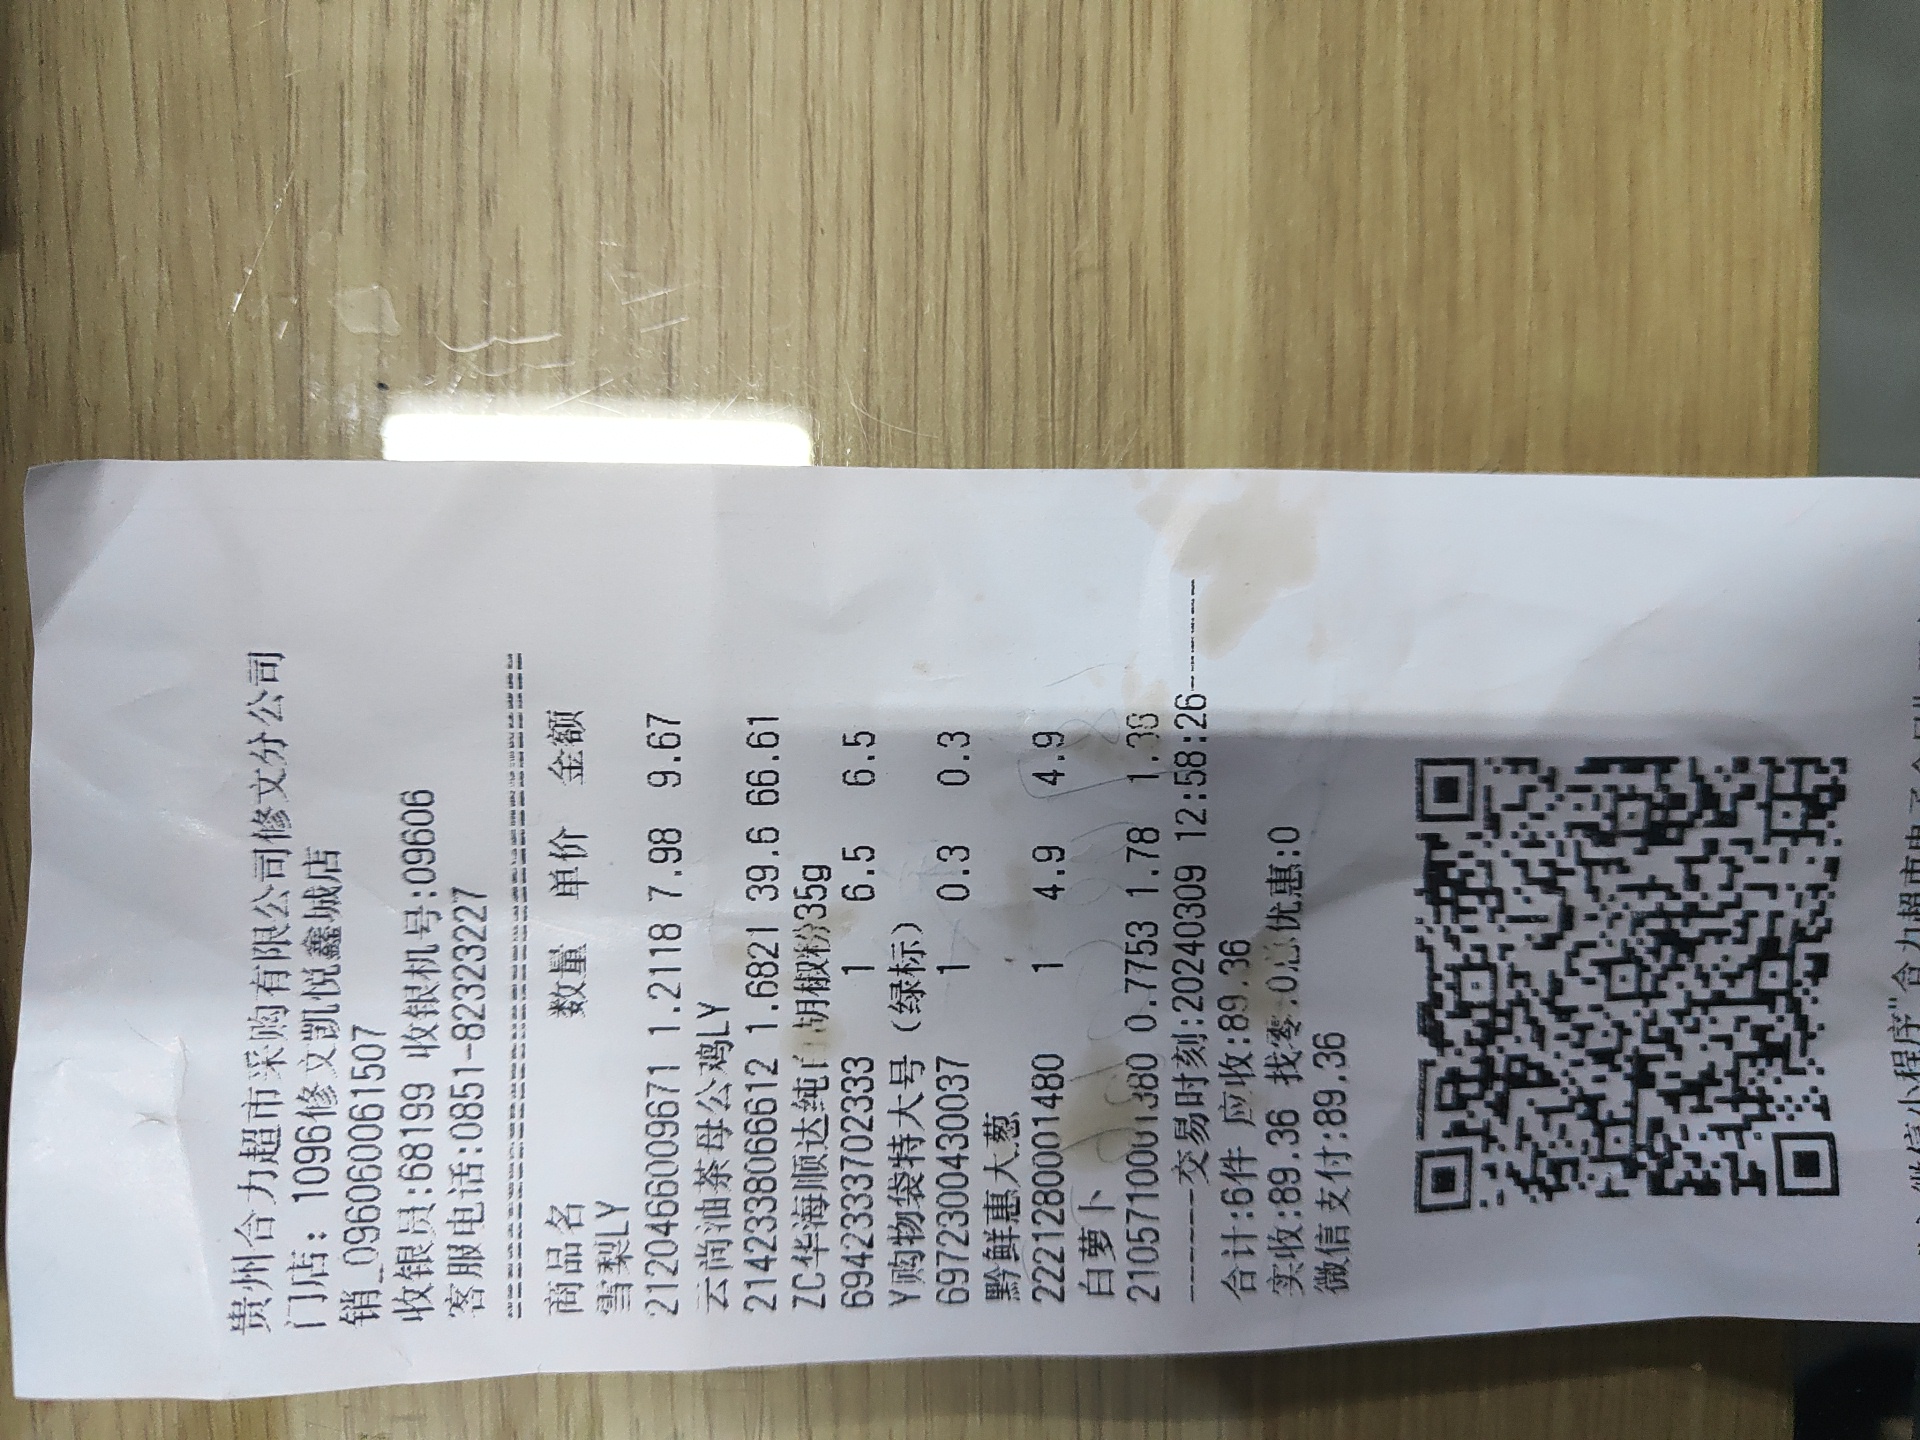 贵州合力超市采购有限公司修文分公司
门店: 1096修文凯悦鑫城店
销_0960600061507
收银员:68199 收银机号:09606
客服电话:0851-82323227
商品名 数量 单价 金额
雪梨LY
2120466009671 1.2118 7.98 9.67
云尚油茶母公鸡LY
2142338066612 1.6821 39.6 66.61
ZC华海顺达纯白胡椒粉35g
6942333702333 1 6.5 6.5
Y购物袋特大号(绿标)
6972300430037 1 0.3 0.3
黔鲜惠大葱
2221280001480 1 4.9 4.9
白萝卜
2105710001380 0.7753 1.78 1.38
--------交易时刻:20240309 12:58:26--------
合计:6件 应收:89.36
实收:89.36 找零:0总优惠:0
微信支付:89.36